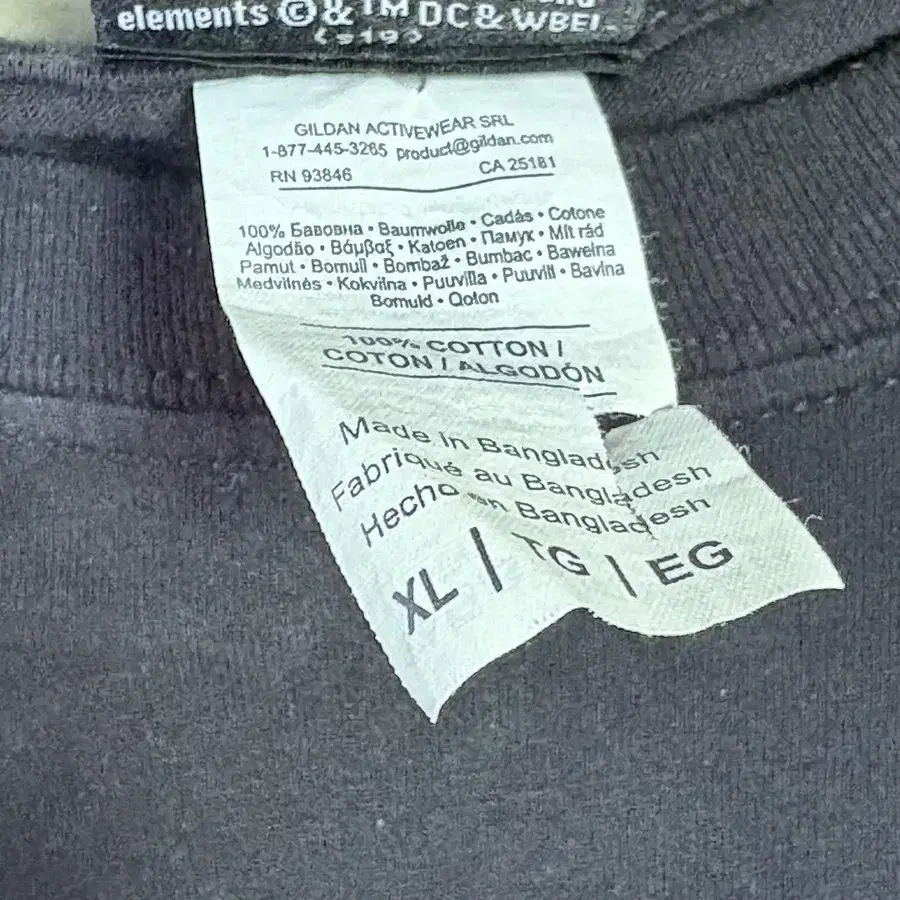 elements ©&™ DC & WBEI.
(s19)
GILDAN ACTIVEWEAR SRL
1-877-445-3265 product@gildan.com
RN 93846 CA 25181
100% Бавовна • Baumwolle • Cadás • Cotone
Algodão • Βάμβαξ • Katoen • Памук • Mit rád
Pamut • Bomull • Bombaž • Bumbac • Bawełna
Medvilnės • Kokvilna • Puuvilla • Puuvill • Bavlna
Bomuld • Qoton
100% COTTON /
COTON / ALGODÓN
Made in Bangladesh
Fabriqué au Bangladesh
Hecho en Bangladesh
XL | TG | EG